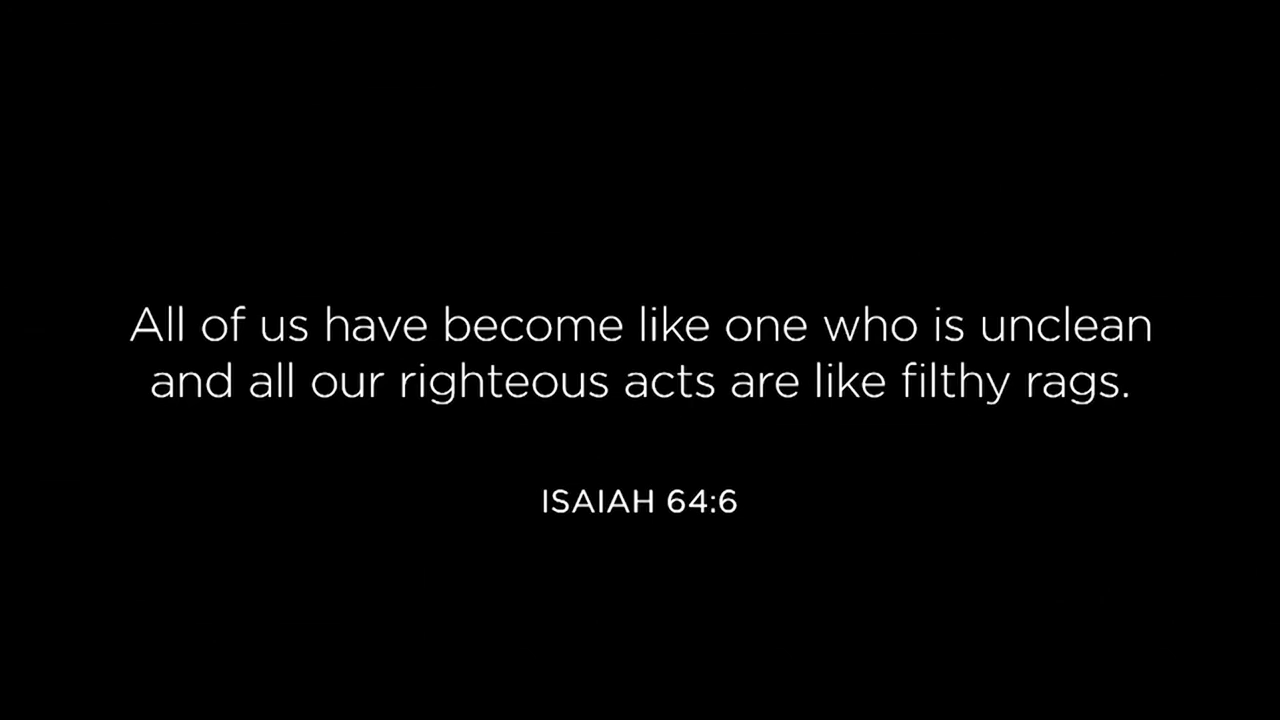 All of us have become like one who is unclean
and all our righteous acts are like filthy rags.
ISAIAH 64:6